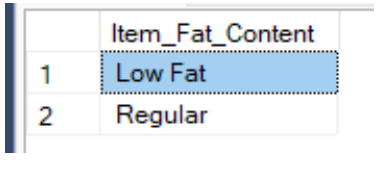 Item_Fat_Content
1 Low Fat
2 Regular